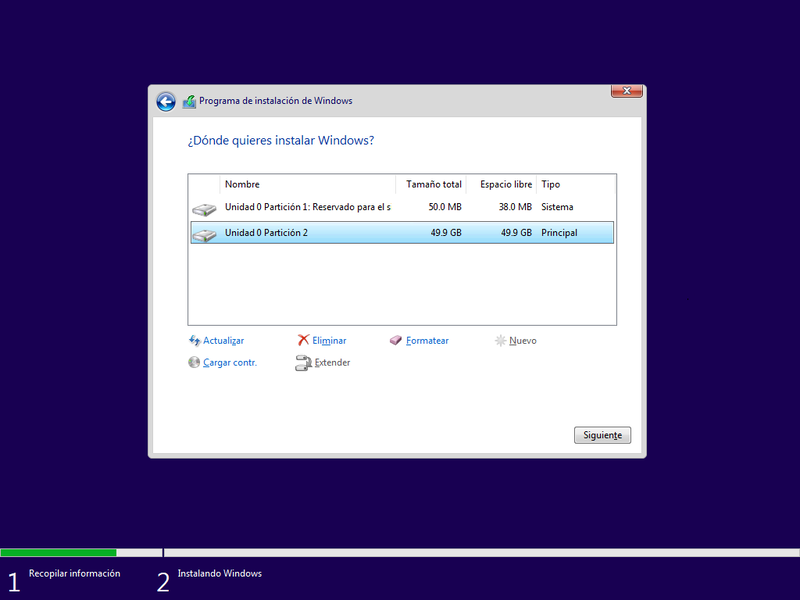 Programa de instalación de Windows
¿Dónde quieres instalar Windows?
Nombre Tamaño total Espacio libre Tipo
Unidad 0 Partición 1: Reservado para el s 50.0 MB 38.0 MB Sistema
Unidad 0 Partición 2 49.9 GB 49.9 GB Principal
Actualizar Eliminar Formatear Nuevo
Cargar contr. Extender
Siguiente
1 Recopilar información 2 Instalando Windows